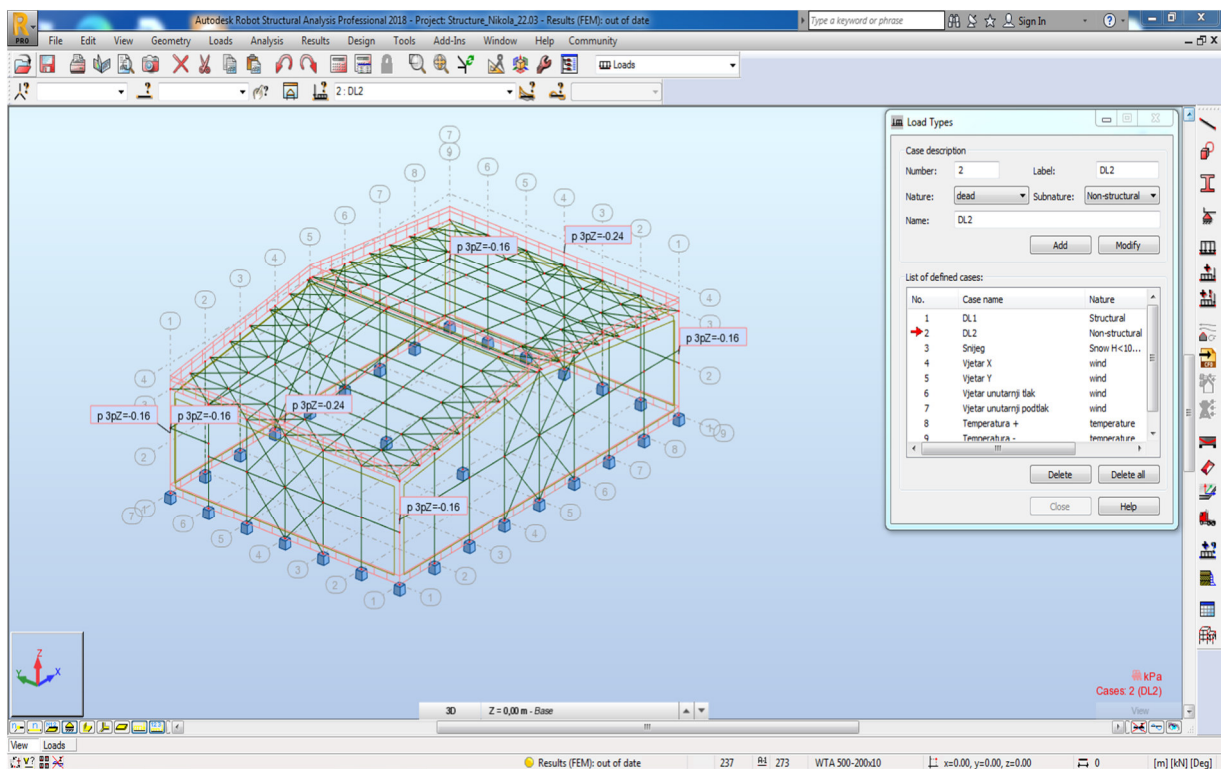 PRO
Autodesk Robot Structural Analysis Professional 2018 - Project: Structure_Nikola_22.03 - Results (FEM): out of date
Type a keyword or phrase
Sign In
File Edit View Geometry Loads Analysis Results Design Tools Add-Ins Window Help Community
Loads
2 : DL2
Load Types
Case description
Number: 2 Label: DL2
Nature: dead Subnature: Non-structural
Name: DL2
Add Modify
List of defined cases:
No. Case name Nature
1 DL1 Structural
2 DL2 Non-structural
3 Snijeg Snow H<10...
4 Vjetar X wind
5 Vjetar Y wind
6 Vjetar unutarnji tlak wind
7 Vjetar unutarnji podtlak wind
8 Temperatura + temperature
9 Temperatura - temperature
Delete Delete all
Close Help
p 3pZ=-0.24
p 3pZ=-0.16
p 3pZ=-0.16
p 3pZ=-0.24
p 3pZ=-0.16
p 3pZ=-0.16
p 3pZ=-0.16
Z
Y
X
kPa
Cases: 2 (DL2)
3D Z = 0,00 m - Base
View
View Loads
Results (FEM): out of date 237 273 WTA 500-200x10 x=0.00, y=0.00, z=0.00 0 [m] [kN] [Deg]